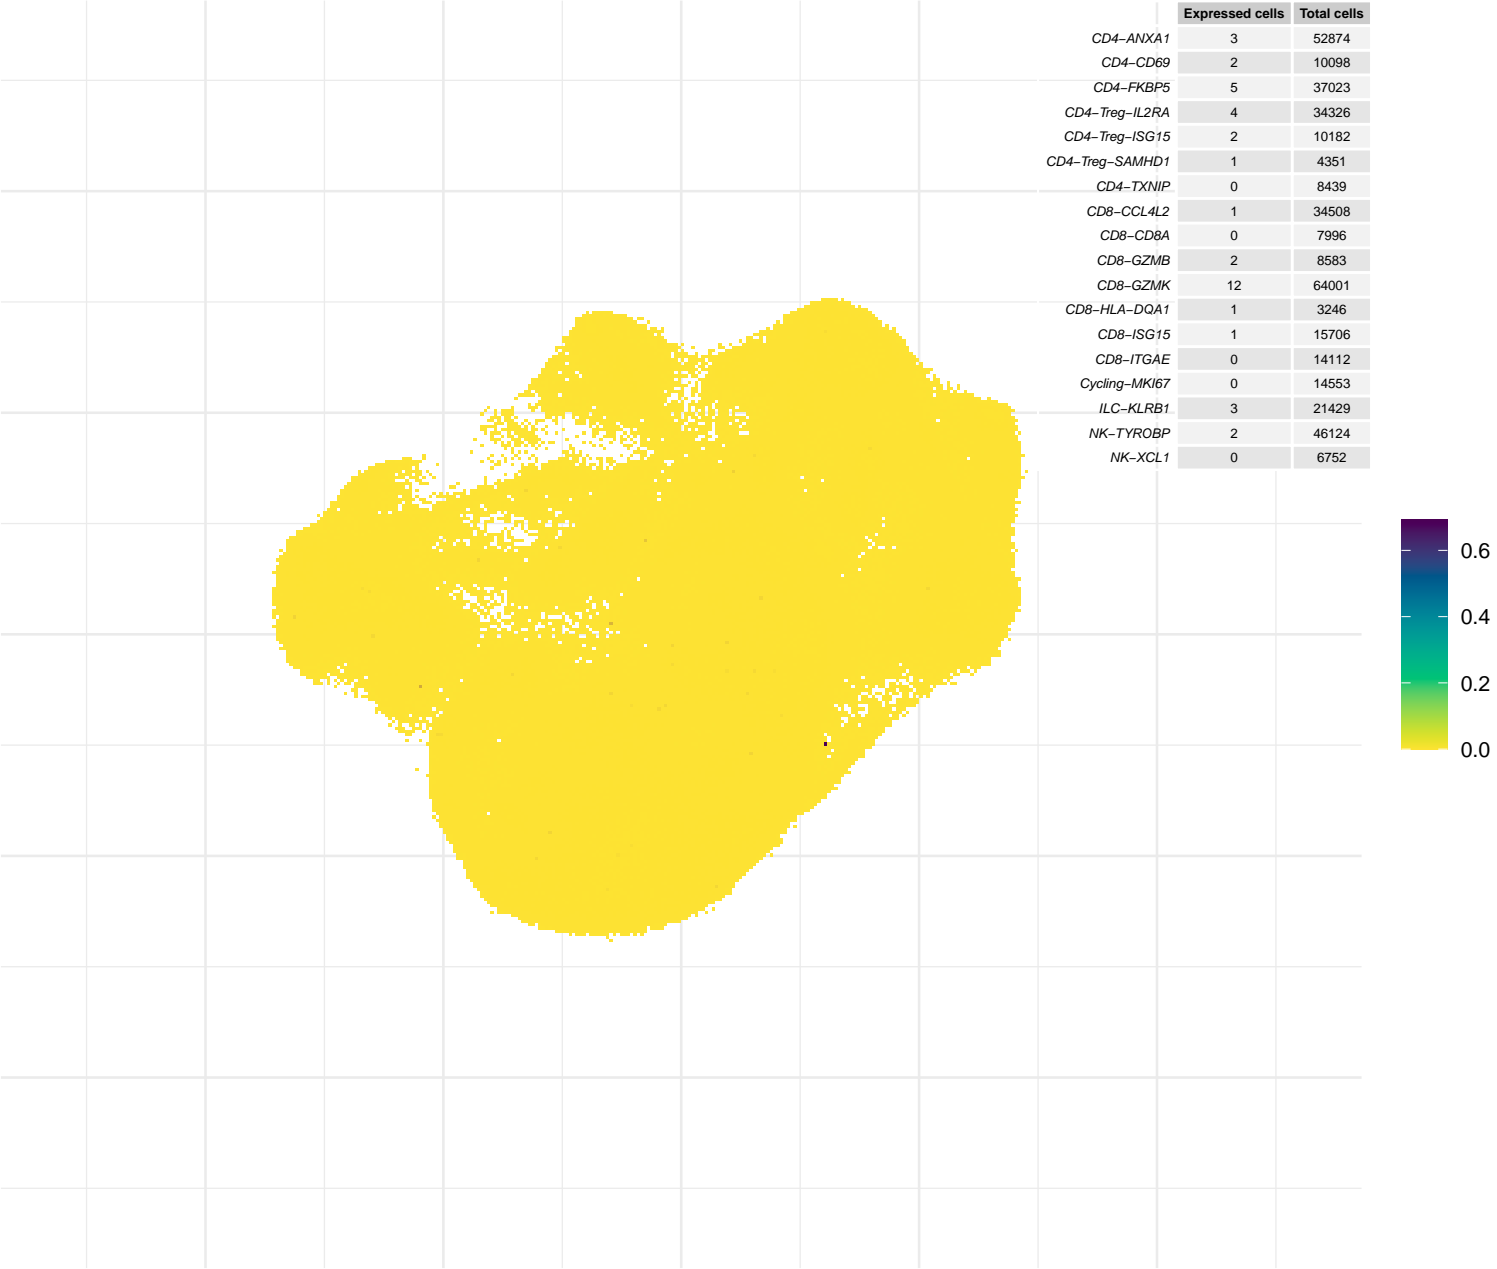 Expressed cells Total cells
CD4−ANXA1 3 52874
CD4−CD69 2 10098
CD4−FKBP5 5 37023
CD4−Treg−IL2RA 4 34326
CD4−Treg−ISG15 2 10182
CD4−Treg−SAMHD1 1 4351
CD4−TXNIP 0 8439
CD8−CCL4L2 1 34508
CD8−CD8A 0 7996
CD8−GZMB 2 8583
CD8−GZMK 12 64001
CD8−HLA−DQA1 1 3246
CD8−ISG15 1 15706
CD8−ITGAE 0 14112
Cycling−MKI67 0 14553
ILC−KLRB1 3 21429
NK−TYROBP 2 46124
NK−XCL1 0 6752
0.6
0.4
0.2
0.0